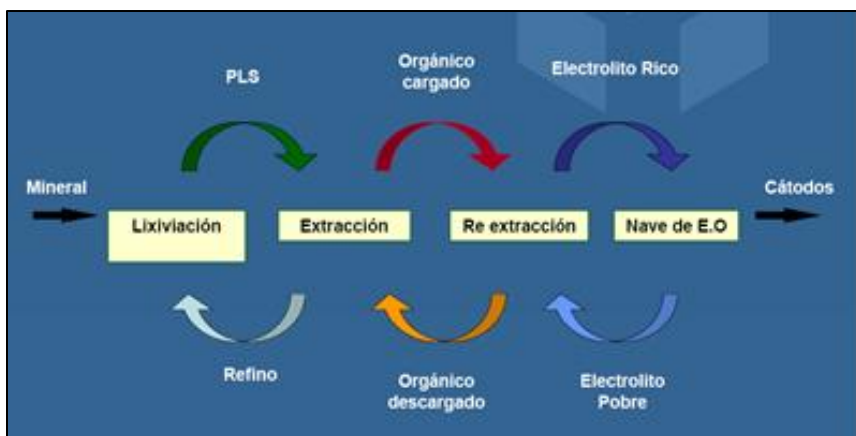 PLS
Orgánico
cargado
Electrolito Rico
Mineral
Cátodos
Lixiviación
Extracción
Re extracción
Nave de E.O
Refino
Orgánico
descargado
Electrolito
Pobre